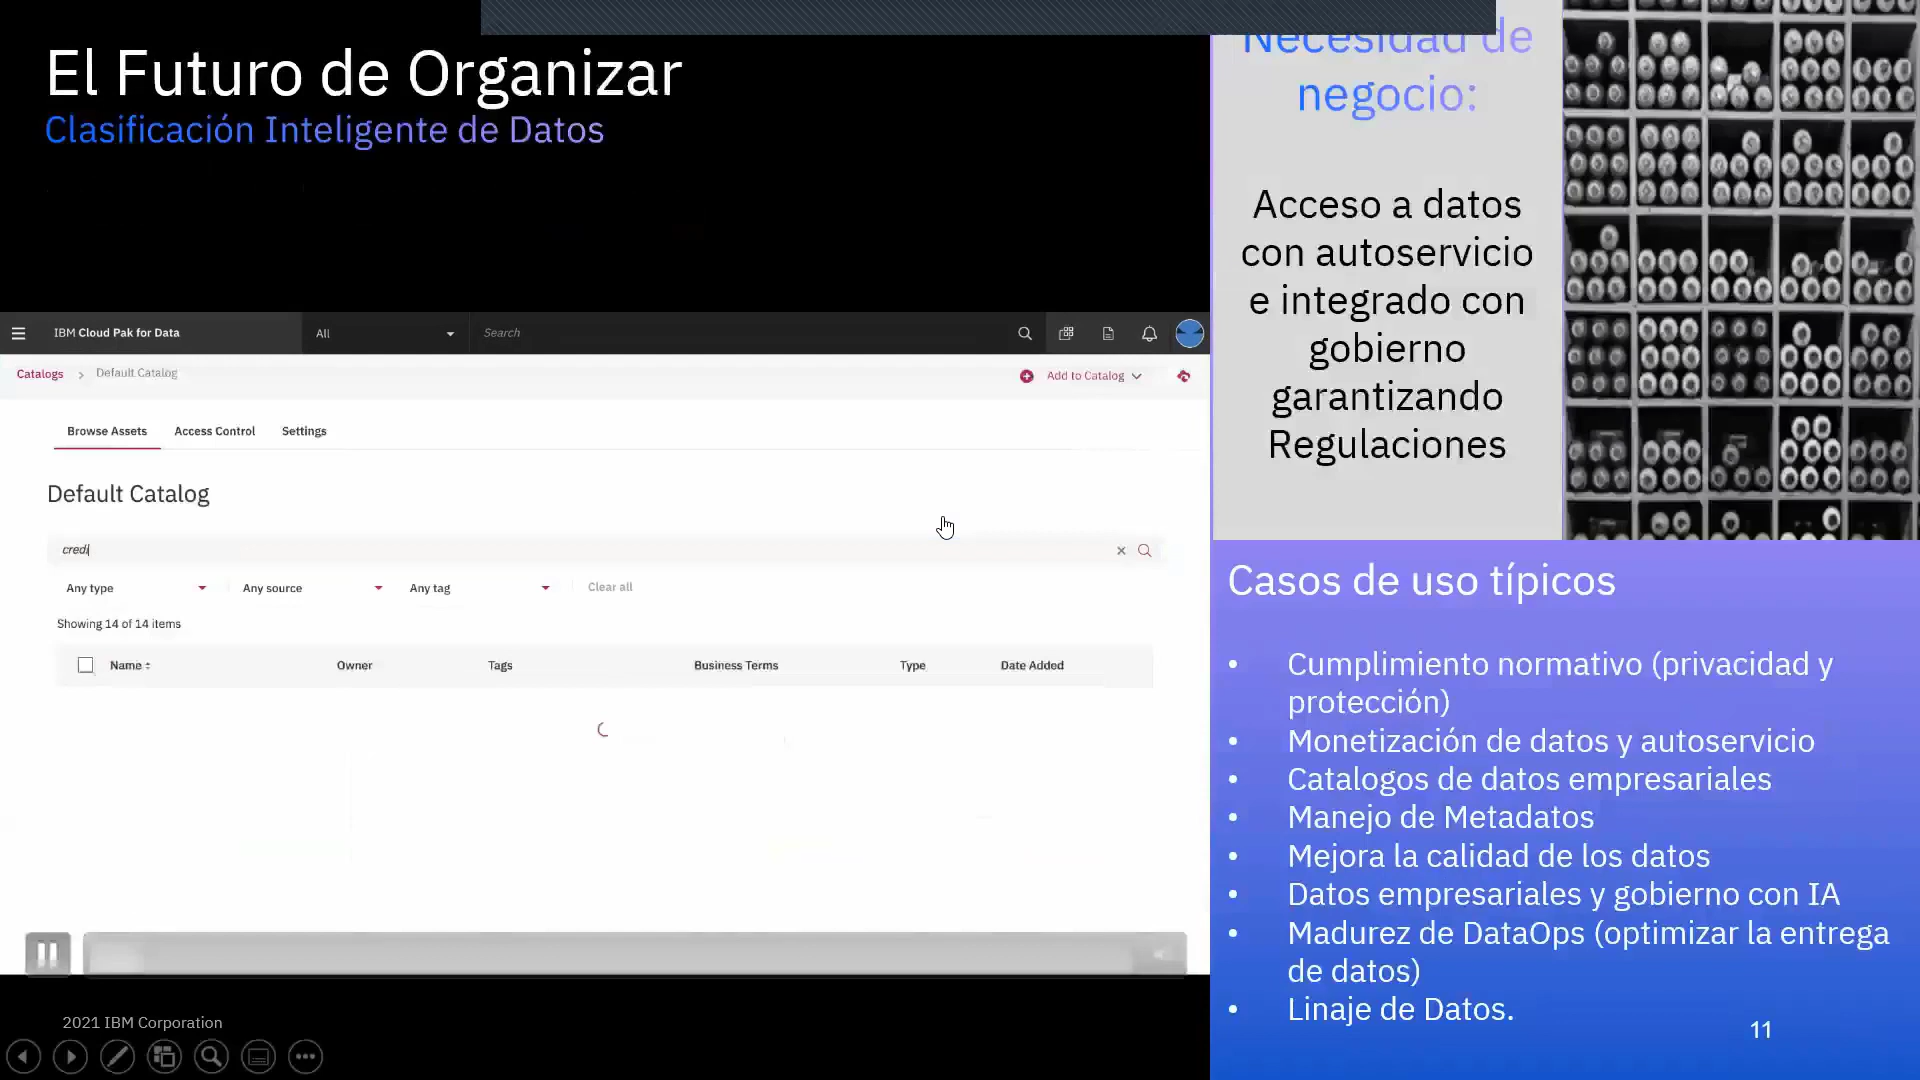 El Futuro de Organizar
Clasificación Inteligente de Datos
IBM Cloud Pak for Data
All
Search
Catalogs > Default Catalog
Add to Catalog
Browse Assets Access Control Settings
Default Catalog
credi
Any type Any source Any tag Clear all
Showing 14 of 14 items
Name Owner Tags Business Terms Type Date Added
2021 IBM Corporation
Necesidad de
negocio:
Acceso a datos
con autoservicio
e integrado con
gobierno
garantizando
Regulaciones
Casos de uso típicos
• Cumplimiento normativo (privacidad y
protección)
• Monetización de datos y autoservicio
• Catalogos de datos empresariales
• Manejo de Metadatos
• Mejora la calidad de los datos
• Datos empresariales y gobierno con IA
• Madurez de DataOps (optimizar la entrega
de datos)
• Linaje de Datos.
11